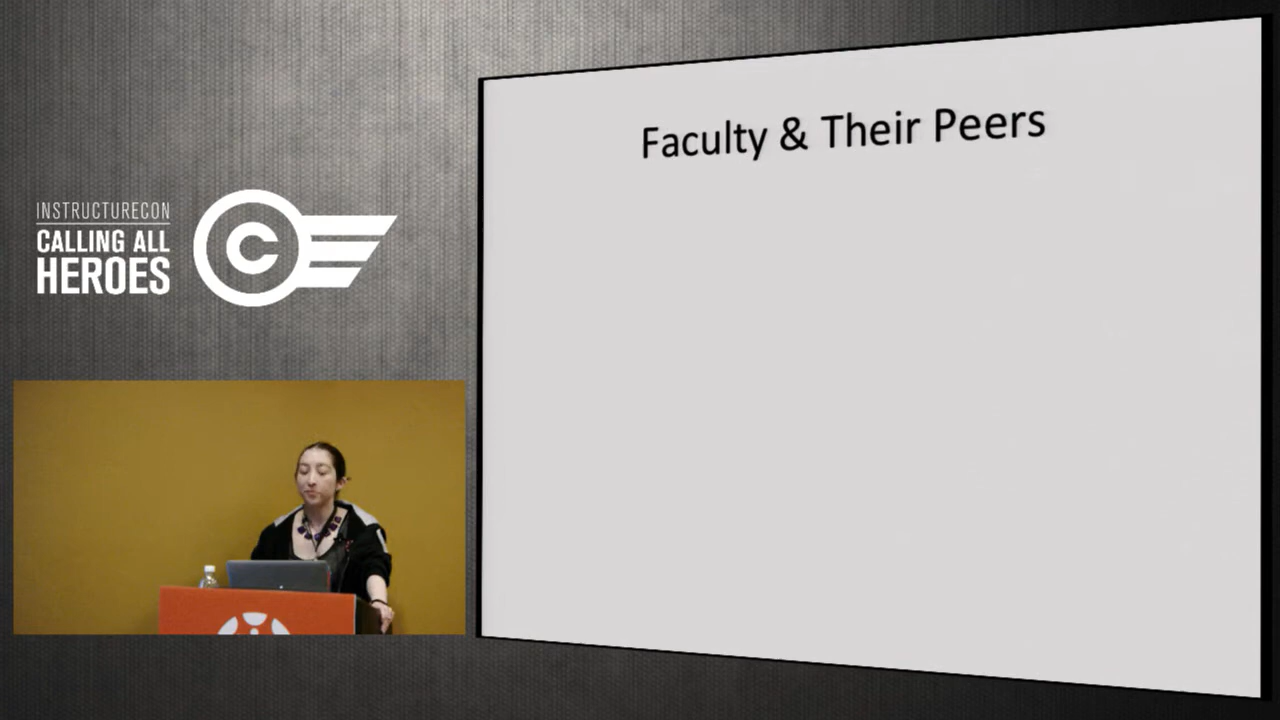 INSTRUCTURECON
CALLING ALL
HEROES
C
Faculty & Their Peers